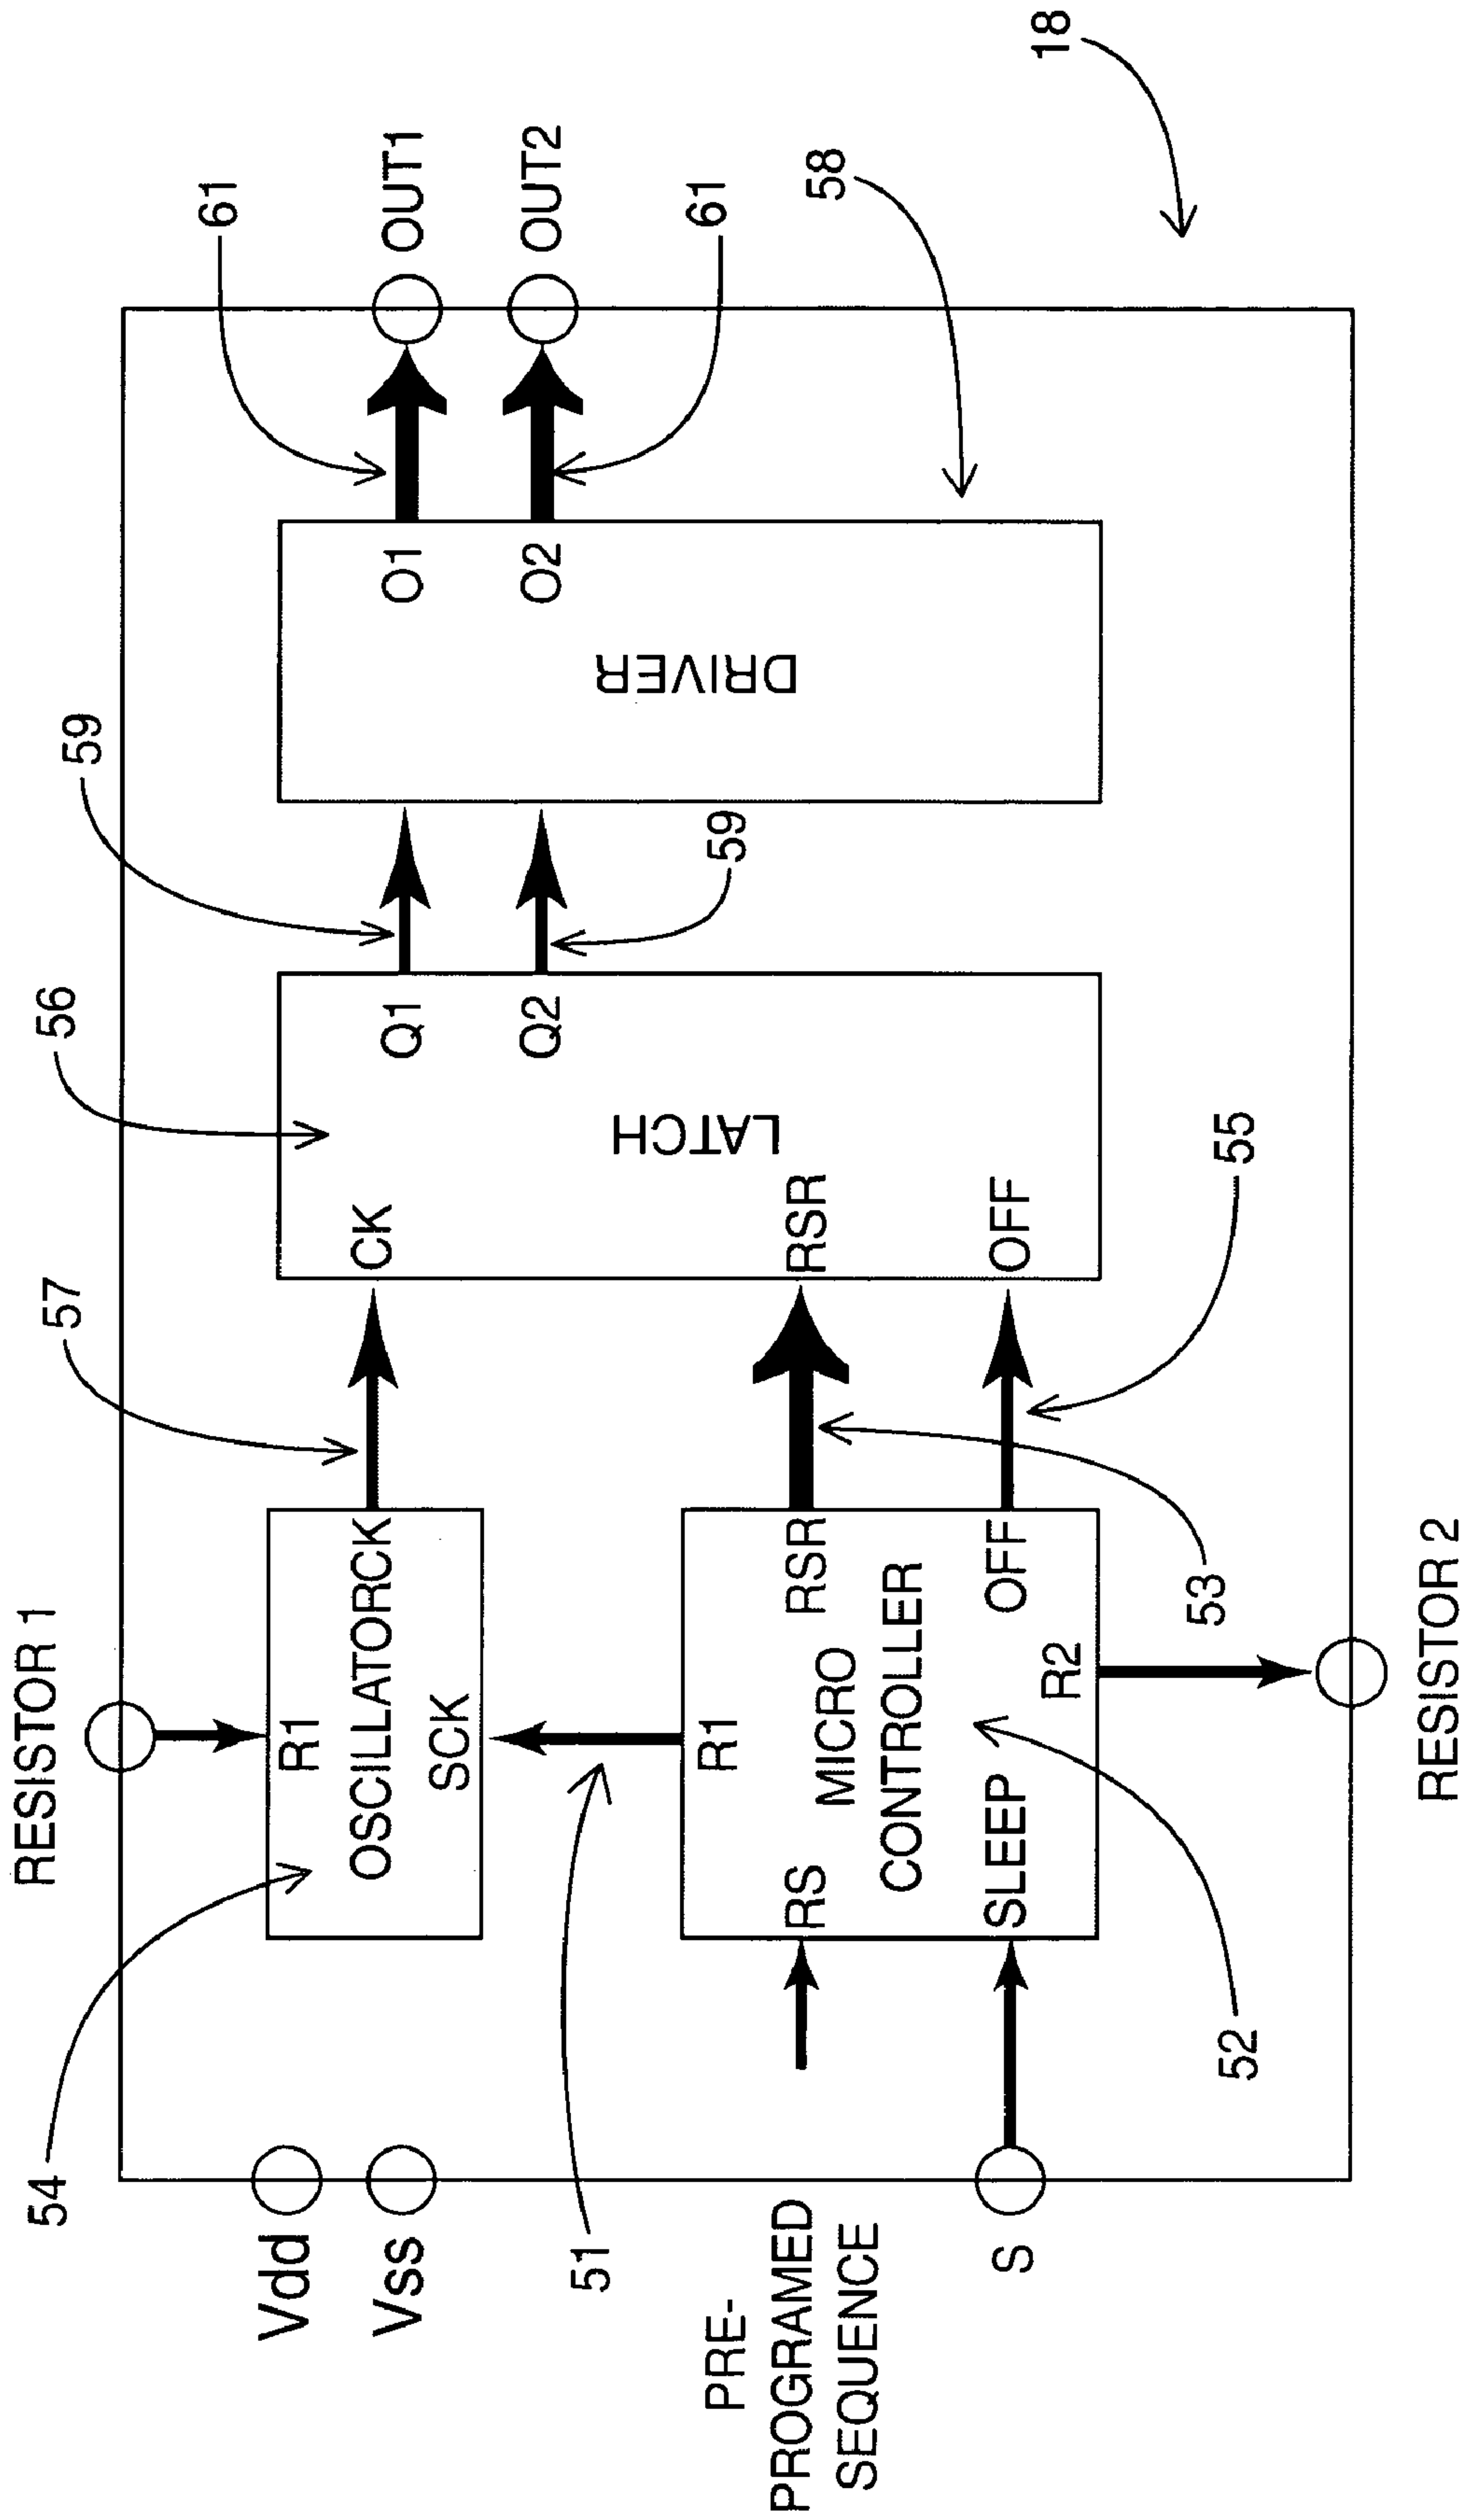 RESISTOR 1
54
57
56
59
61
Vdd
Vss
R1
OSCILLATORCK
SCK
CK
Q1
Q2
LATCH
RSR
OFF
59
DRIVER
O1
O2
OUT1
OUT2
61
51
PRE-
PROGRAMED
SEQUENCE
S
R1
RS
RSR
MICRO
CONTROLLER
SLEEP
OFF
R2
52
53
55
58
18
RESISTOR 2